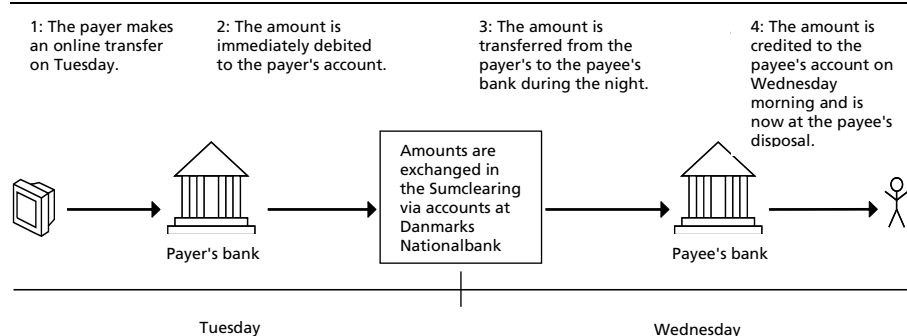 1: The payer makes
an online transfer
on Tuesday.
2: The amount is
immediately debited
to the payer's account.
3: The amount is
transferred from the
payer's to the payee's
bank during the night.
4: The amount is
credited to the
payee's account on
Wednesday
morning and is
now at the payee's
disposal.
Amounts are
exchanged in
the Sumclearing
via accounts at
Danmarks
Nationalbank
Payer's bank
Payee's bank
Tuesday
Wednesday